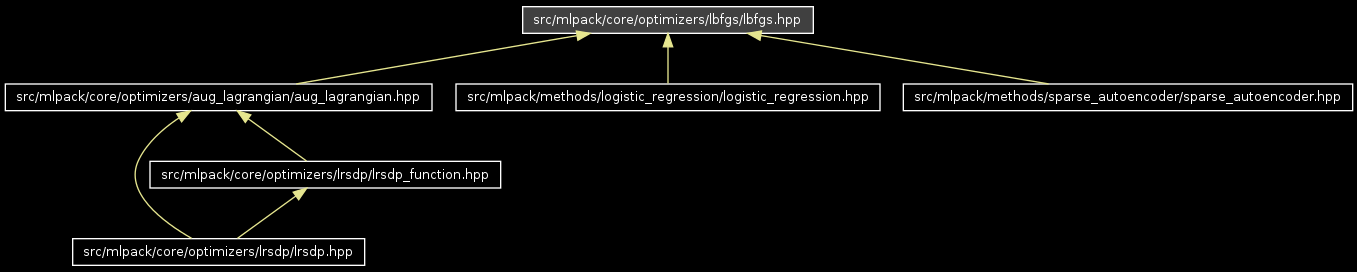 src/mlpack/core/optimizers/lbfgs/lbfgs.hpp
src/mlpack/core/optimizers/aug_lagrangian/aug_lagrangian.hpp
src/mlpack/methods/logistic_regression/logistic_regression.hpp
src/mlpack/methods/sparse_autoencoder/sparse_autoencoder.hpp
src/mlpack/core/optimizers/lrsdp/lrsdp_function.hpp
src/mlpack/core/optimizers/lrsdp/lrsdp.hpp